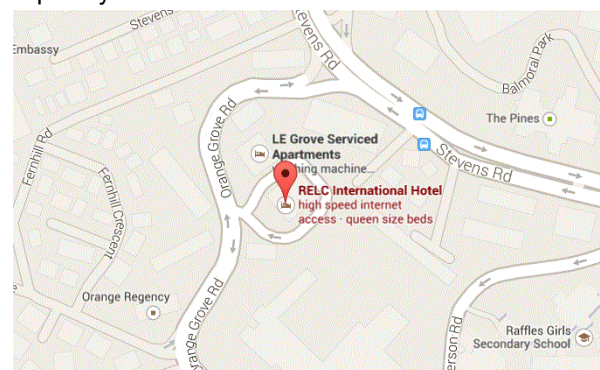 Stevens
Embassy
Stevens Rd
Balmoral Park
The Pines
Orange Grove Rd
LE Grove Serviced
Apartments
machine...
Stevens Rd
Fernhill Rd
RELC International Hotel
high speed internet
access · queen size beds
Fernhill Crescent
Orange Regency
Orange Grove Rd
Raffles Girls
Secondary School
Rd